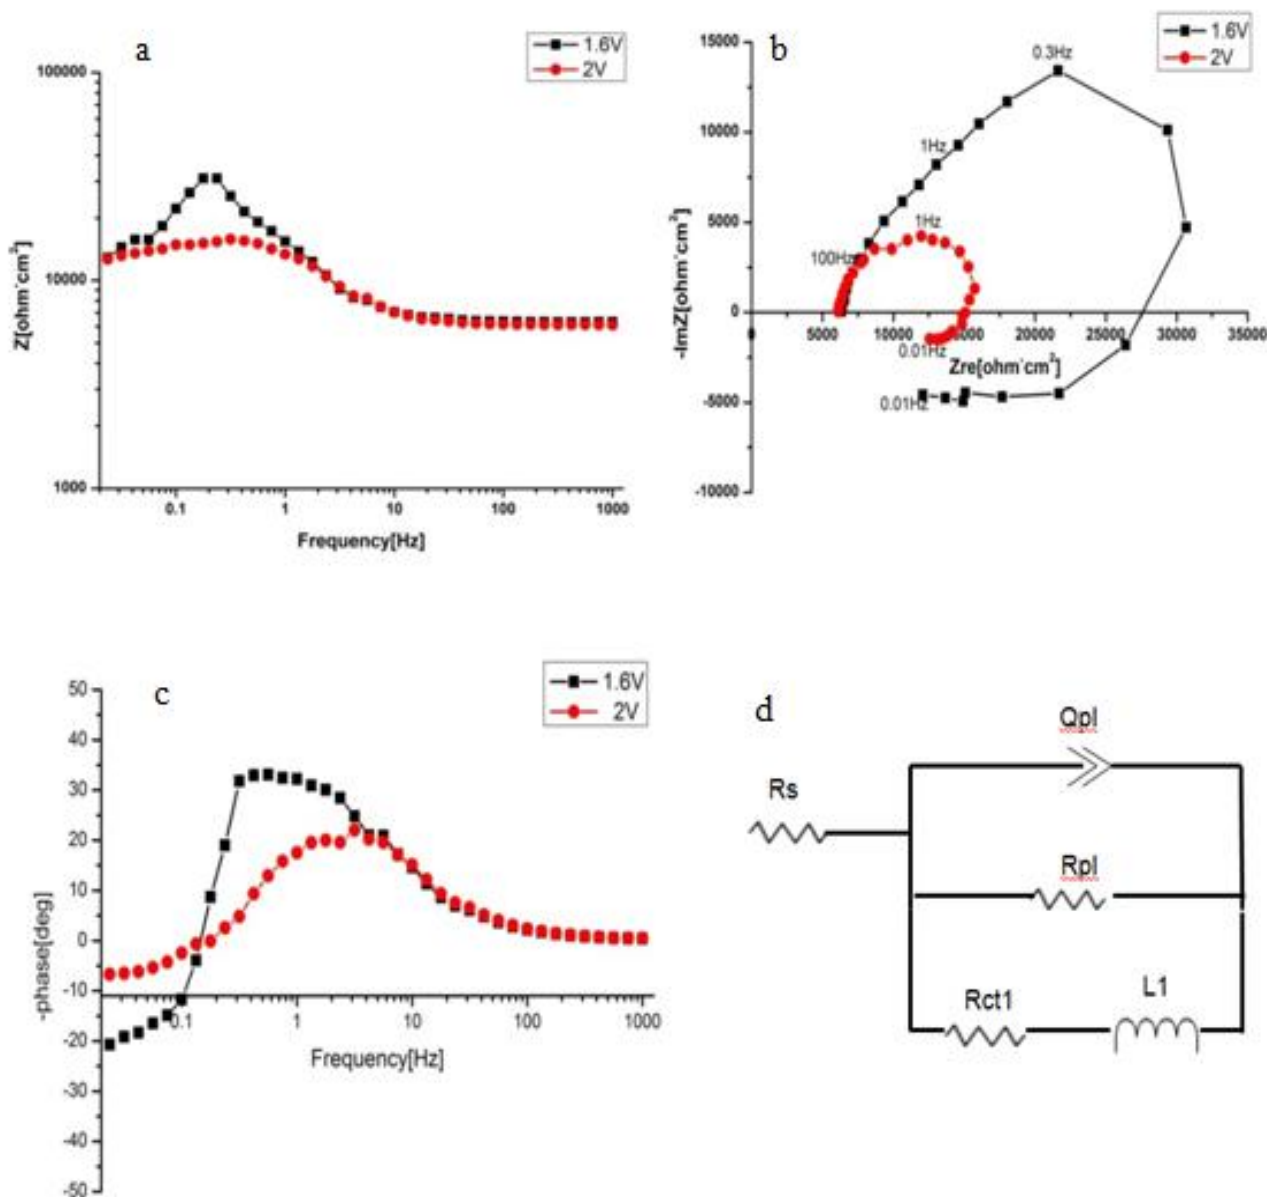 a
1.6V
2V
100000
10000
1000
Z[ohm·cm²]
0.1
1
10
100
1000
Frequency[Hz]
b
1.6V
2V
15000
10000
5000
0
-5000
-10000
-ImZ[ohm·cm²]
0.3Hz
1Hz
1Hz
100Hz
0
5000
10000
15000
20000
25000
30000
35000
0.01Hz
Zre[ohm·cm²]
0.01Hz
c
1.6V
2V
50
40
30
20
10
0
-10
-20
-30
-40
-50
-phase[deg]
0.1
1
10
100
1000
Frequency[Hz]
d
Qpl
Rs
Rpl
Rct1
L1